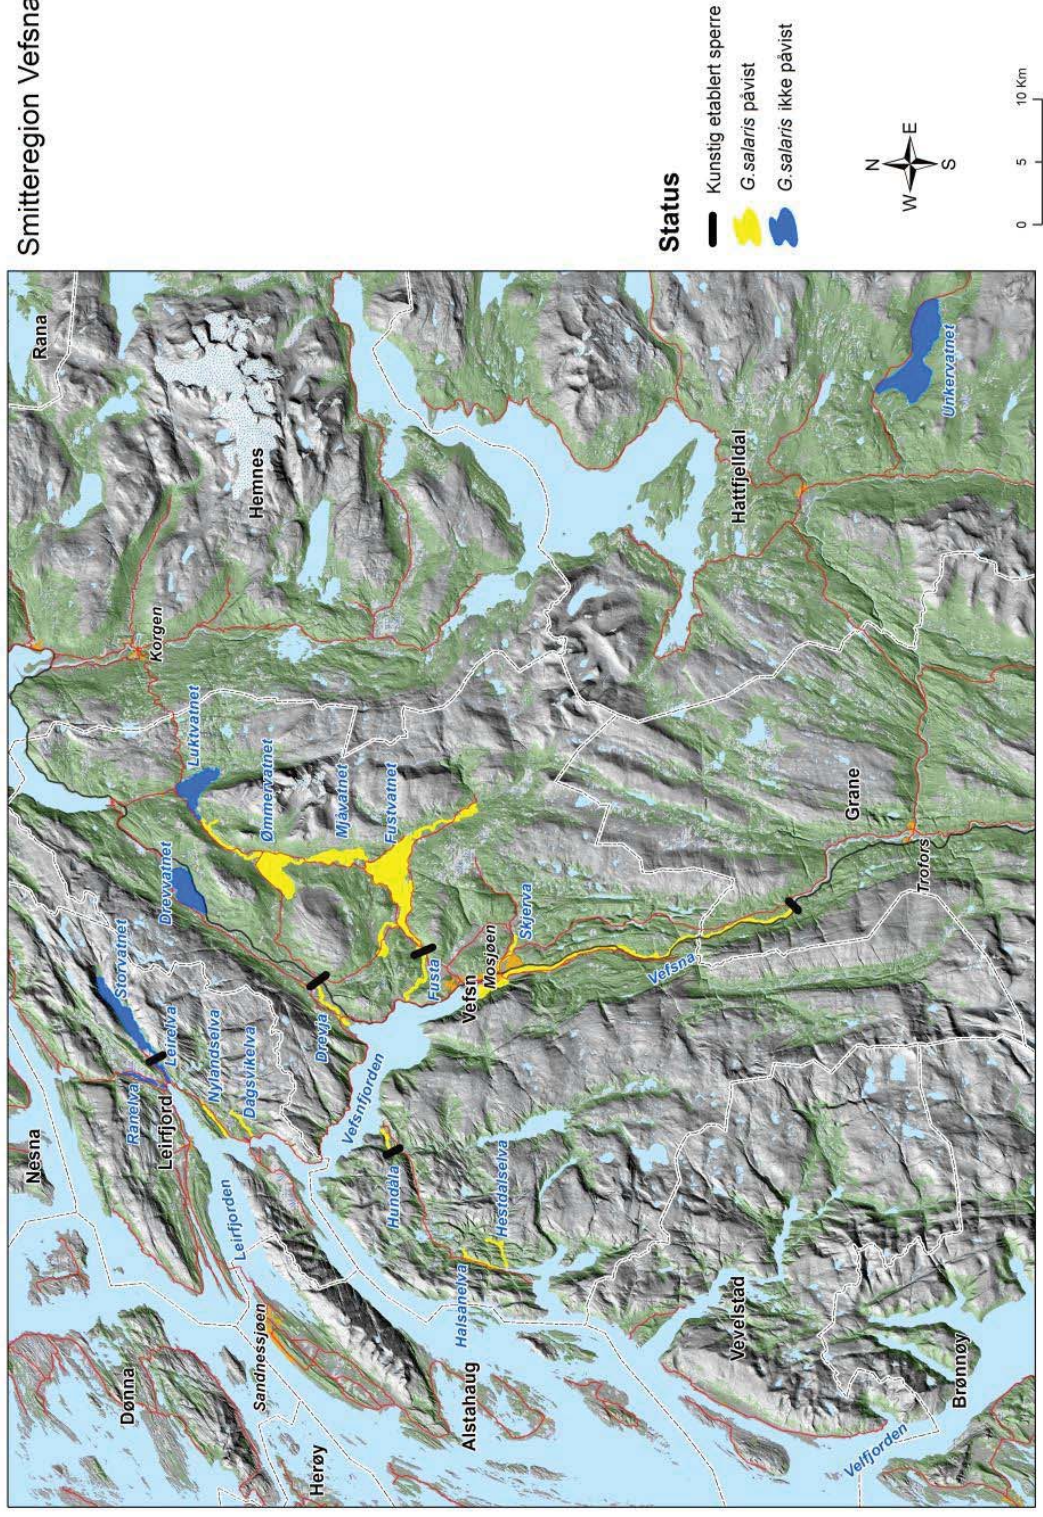 Smitteregion Vefsna
Nesna
Rana
Dønna
Herøy
Sandnessjøen
Leirfjorden
Leirfjord
Ranelva
Leirelva
Storvatnet
Nylandselva
Dagsvikelva
Drevvatnet
Luktvatnet
Korgen
Hemnes
Ømmervatnet
Mjåvatnet
Fustvatnet
Drevja
Vefsnfjorden
Fusta
Vefsn
Mosjøen
Skjerva
Hundala
Hestdalselva
Halsanelva
Alstahaug
Vefsna
Hattfjelldal
Vevelstad
Grane
Trofors
Unkervatnet
Velfjorden
Brønnøy
Status
Kunstig etablert sperre
G.salaris påvist
G.salaris ikke påvist
N
W
E
S
0 5 10 Km